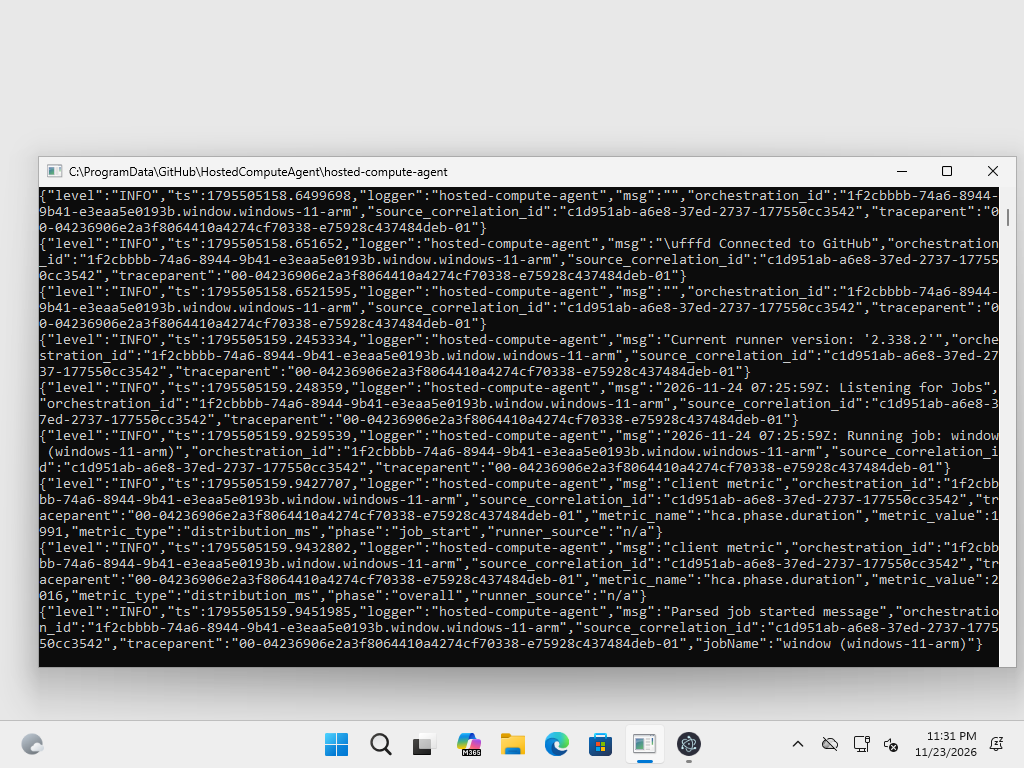 C:\ProgramData\GitHub\HostedComputeAgent\hosted-compute-agent
{"level":"INFO","ts":1795505158.6499698,"logger":"hosted-compute-agent","msg":"","orchestration_id":"1f2cbbbb-74a6-8944-
9b41-e3eaa5e0193b.window.windows-11-arm","source_correlation_id":"c1d951ab-a6e8-37ed-2737-177550cc3542","traceparent":"0
0-04236906e2a3f8064410a4274cf70338-e75928c437484deb-01"}
{"level":"INFO","ts":1795505158.651652,"logger":"hosted-compute-agent","msg":"\ufffd Connected to GitHub","orchestration
_id":"1f2cbbbb-74a6-8944-9b41-e3eaa5e0193b.window.windows-11-arm","source_correlation_id":"c1d951ab-a6e8-37ed-2737-17755
0cc3542","traceparent":"00-04236906e2a3f8064410a4274cf70338-e75928c437484deb-01"}
{"level":"INFO","ts":1795505158.6521595,"logger":"hosted-compute-agent","msg":"","orchestration_id":"1f2cbbbb-74a6-8944-
9b41-e3eaa5e0193b.window.windows-11-arm","source_correlation_id":"c1d951ab-a6e8-37ed-2737-177550cc3542","traceparent":"0
0-04236906e2a3f8064410a4274cf70338-e75928c437484deb-01"}
{"level":"INFO","ts":1795505159.2453334,"logger":"hosted-compute-agent","msg":"Current runner version: '2.338.2'","orche
stration_id":"1f2cbbbb-74a6-8944-9b41-e3eaa5e0193b.window.windows-11-arm","source_correlation_id":"c1d951ab-a6e8-37ed-27
37-177550cc3542","traceparent":"00-04236906e2a3f8064410a4274cf70338-e75928c437484deb-01"}
{"level":"INFO","ts":1795505159.248359,"logger":"hosted-compute-agent","msg":"2026-11-24 07:25:59Z: Listening for Jobs",
"orchestration_id":"1f2cbbbb-74a6-8944-9b41-e3eaa5e0193b.window.windows-11-arm","source_correlation_id":"c1d951ab-a6e8-3
7ed-2737-177550cc3542","traceparent":"00-04236906e2a3f8064410a4274cf70338-e75928c437484deb-01"}
{"level":"INFO","ts":1795505159.9259539,"logger":"hosted-compute-agent","msg":"2026-11-24 07:25:59Z: Running job: window
 (windows-11-arm)","orchestration_id":"1f2cbbbb-74a6-8944-9b41-e3eaa5e0193b.window.windows-11-arm","source_correlation_i
d":"c1d951ab-a6e8-37ed-2737-177550cc3542","traceparent":"00-04236906e2a3f8064410a4274cf70338-e75928c437484deb-01"}
{"level":"INFO","ts":1795505159.9427707,"logger":"hosted-compute-agent","msg":"client metric","orchestration_id":"1f2cbb
bb-74a6-8944-9b41-e3eaa5e0193b.window.windows-11-arm","source_correlation_id":"c1d951ab-a6e8-37ed-2737-177550cc3542","tr
aceparent":"00-04236906e2a3f8064410a4274cf70338-e75928c437484deb-01","metric_name":"hca.phase.duration","metric_value":1
991,"metric_type":"distribution_ms","phase":"job_start","runner_source":"n/a"}
{"level":"INFO","ts":1795505159.9432802,"logger":"hosted-compute-agent","msg":"client metric","orchestration_id":"1f2cbb
bb-74a6-8944-9b41-e3eaa5e0193b.window.windows-11-arm","source_correlation_id":"c1d951ab-a6e8-37ed-2737-177550cc3542","tr
aceparent":"00-04236906e2a3f8064410a4274cf70338-e75928c437484deb-01","metric_name":"hca.phase.duration","metric_value":2
016,"metric_type":"distribution_ms","phase":"overall","runner_source":"n/a"}
{"level":"INFO","ts":1795505159.9451985,"logger":"hosted-compute-agent","msg":"Parsed job started message","orchestratio
n_id":"1f2cbbbb-74a6-8944-9b41-e3eaa5e0193b.window.windows-11-arm","source_correlation_id":"c1d951ab-a6e8-37ed-2737-1775
50cc3542","traceparent":"00-04236906e2a3f8064410a4274cf70338-e75928c437484deb-01","jobName":"window (windows-11-arm)"}
M365
11:31 PM
11/23/2026